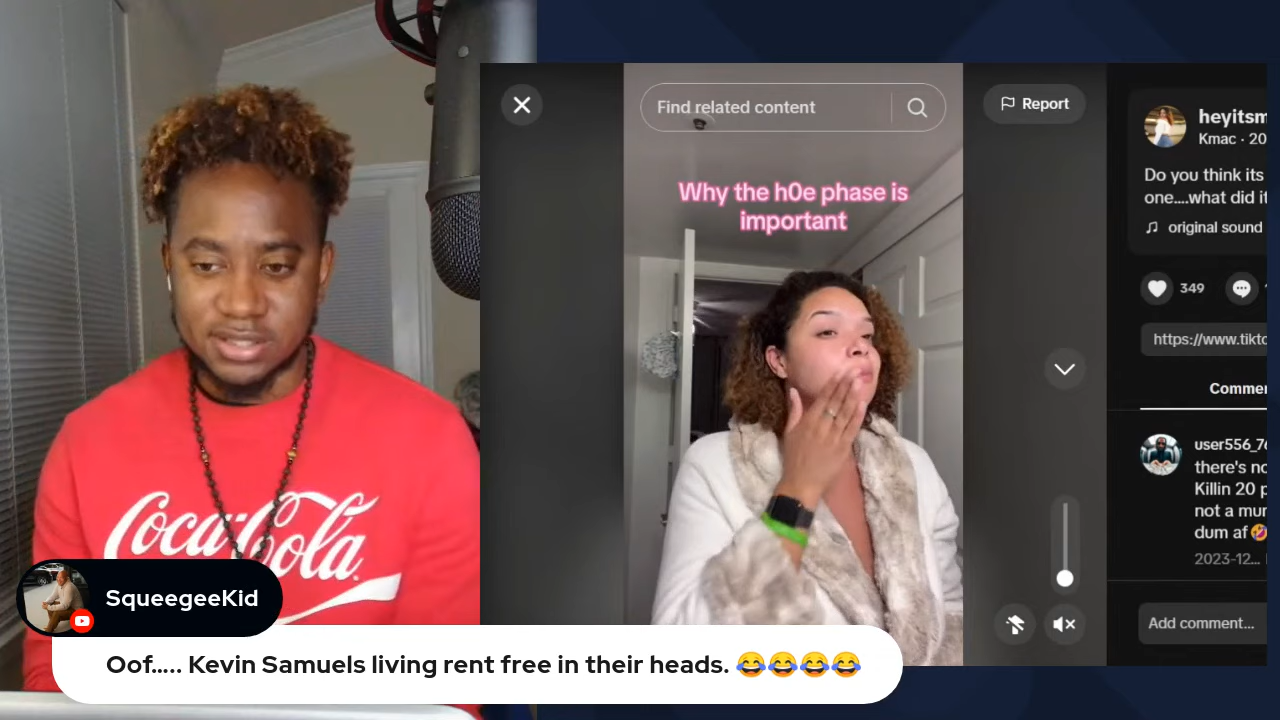 Find related content
Report
Why the h0e phase is
important
heyitsm
Kmac · 20
Do you think its
one....what did it
original sound
349
https://www.tikto
Commer
user556_76
there's no
Killin 20 p
not a mur
dum af 🤣
2023-12...
Add comment...
Coca-Cola
SqueegeeKid
Oof..... Kevin Samuels living rent free in their heads. 😂😂😂😂